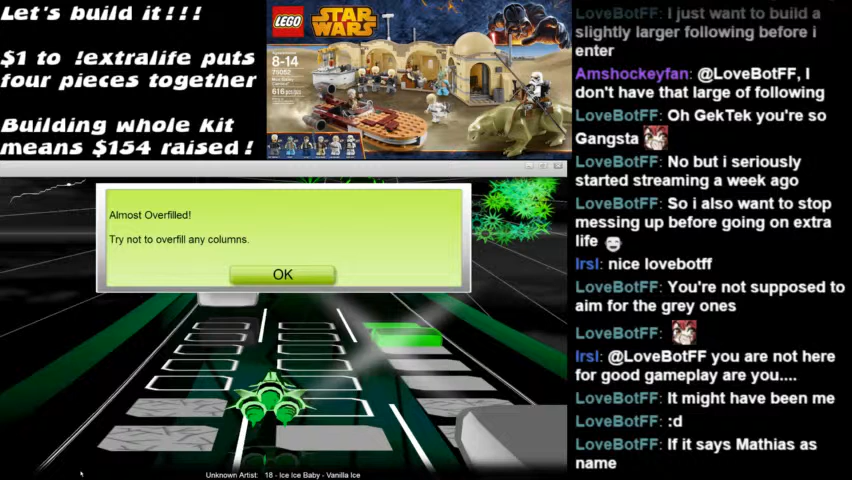 Let's build it!!!
$1 to !extralife puts
four pieces together
Building whole kit
means $154 raised!
LEGO
STAR
WARS
8-14
75052
616 pcs/pzs
Almost Overfilled!
Try not to overfill any columns.
OK
Unknown Artist: 18 - Ice Ice Baby - Vanilla Ice
LoveBotFF: I just want to build a
slightly larger following before i
enter
Amshockeyfan: @LoveBotFF, I
don't have that large of following
LoveBotFF: Oh GekTek you're so
Gangsta
LoveBotFF: No but i seriously
started streaming a week ago
LoveBotFF: So i also want to stop
messing up before going on extra
life
Irsl: nice lovebotff
LoveBotFF: You're not supposed to
aim for the grey ones
LoveBotFF:
Irsl: @LoveBotFF you are not here
for good gameplay are you....
LoveBotFF: It might have been me
LoveBotFF: :d
LoveBotFF: If it says Mathias as
name